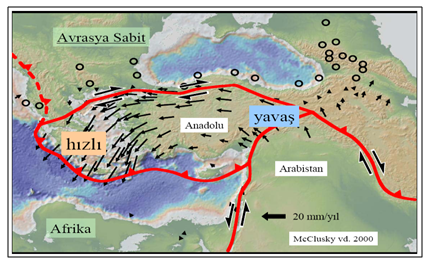 Avrasya Sabit
Anadolu
yavaş
hızlı
Arabistan
Afrika
20 mm/yıl
McClusky vd. 2000